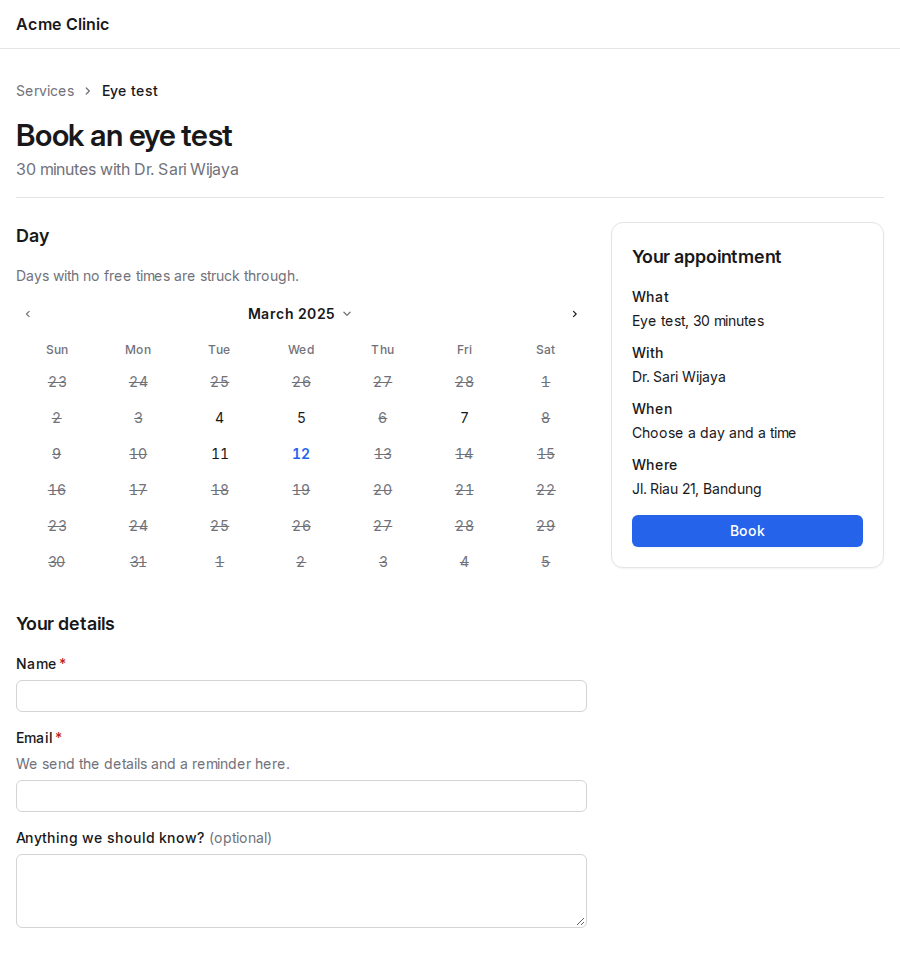 Acme Clinic
Services > Eye test
Book an eye test
30 minutes with Dr. Sari Wijaya
Day
Days with no free times are struck through.
March 2025
Sun Mon Tue Wed Thu Fri Sat
23 24 25 26 27 28 1
2 3 4 5 6 7 8
9 10 11 12 13 14 15
16 17 18 19 20 21 22
23 24 25 26 27 28 29
30 31 1 2 3 4 5
Your appointment
What
Eye test, 30 minutes
With
Dr. Sari Wijaya
When
Choose a day and a time
Where
Jl. Riau 21, Bandung
Book
Your details
Name *
Email *
We send the details and a reminder here.
Anything we should know? (optional)